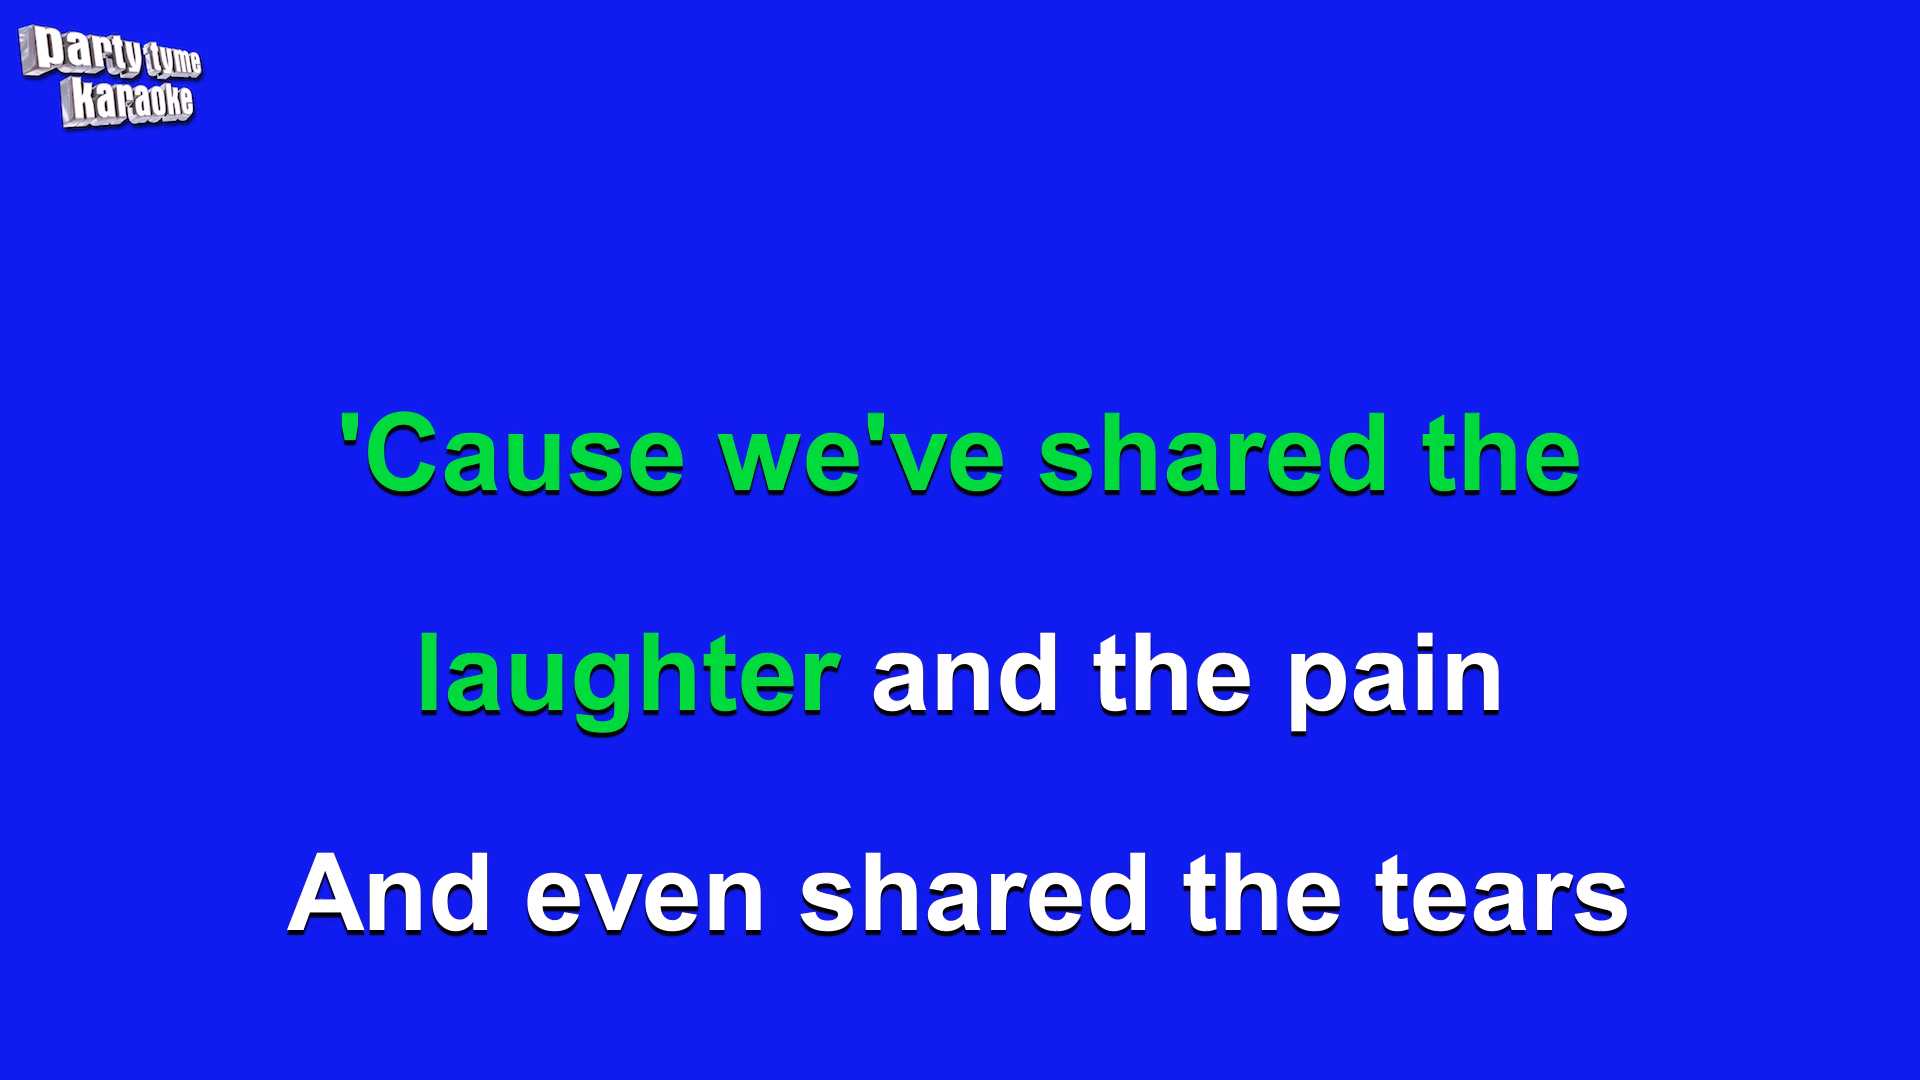 party tyme
karaoke
'Cause we've shared the
laughter and the pain
And even shared the tears